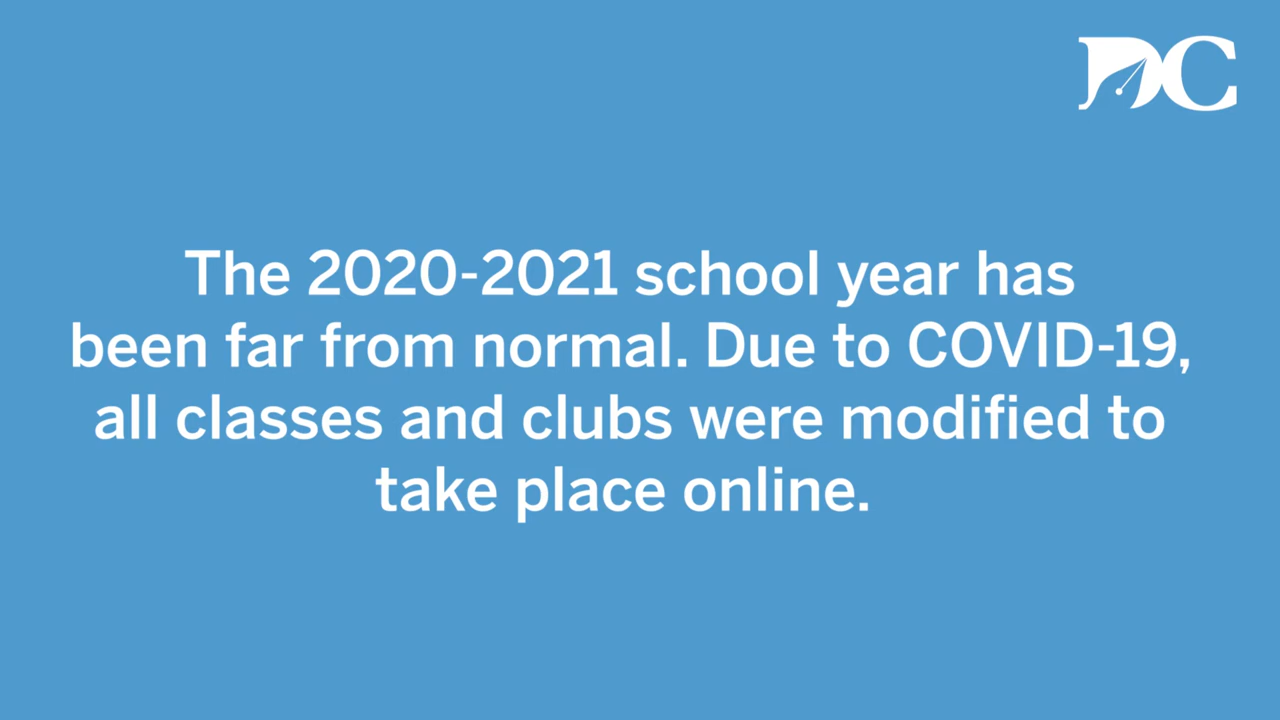 DC
The 2020-2021 school year has
been far from normal. Due to COVID-19,
all classes and clubs were modified to
take place online.